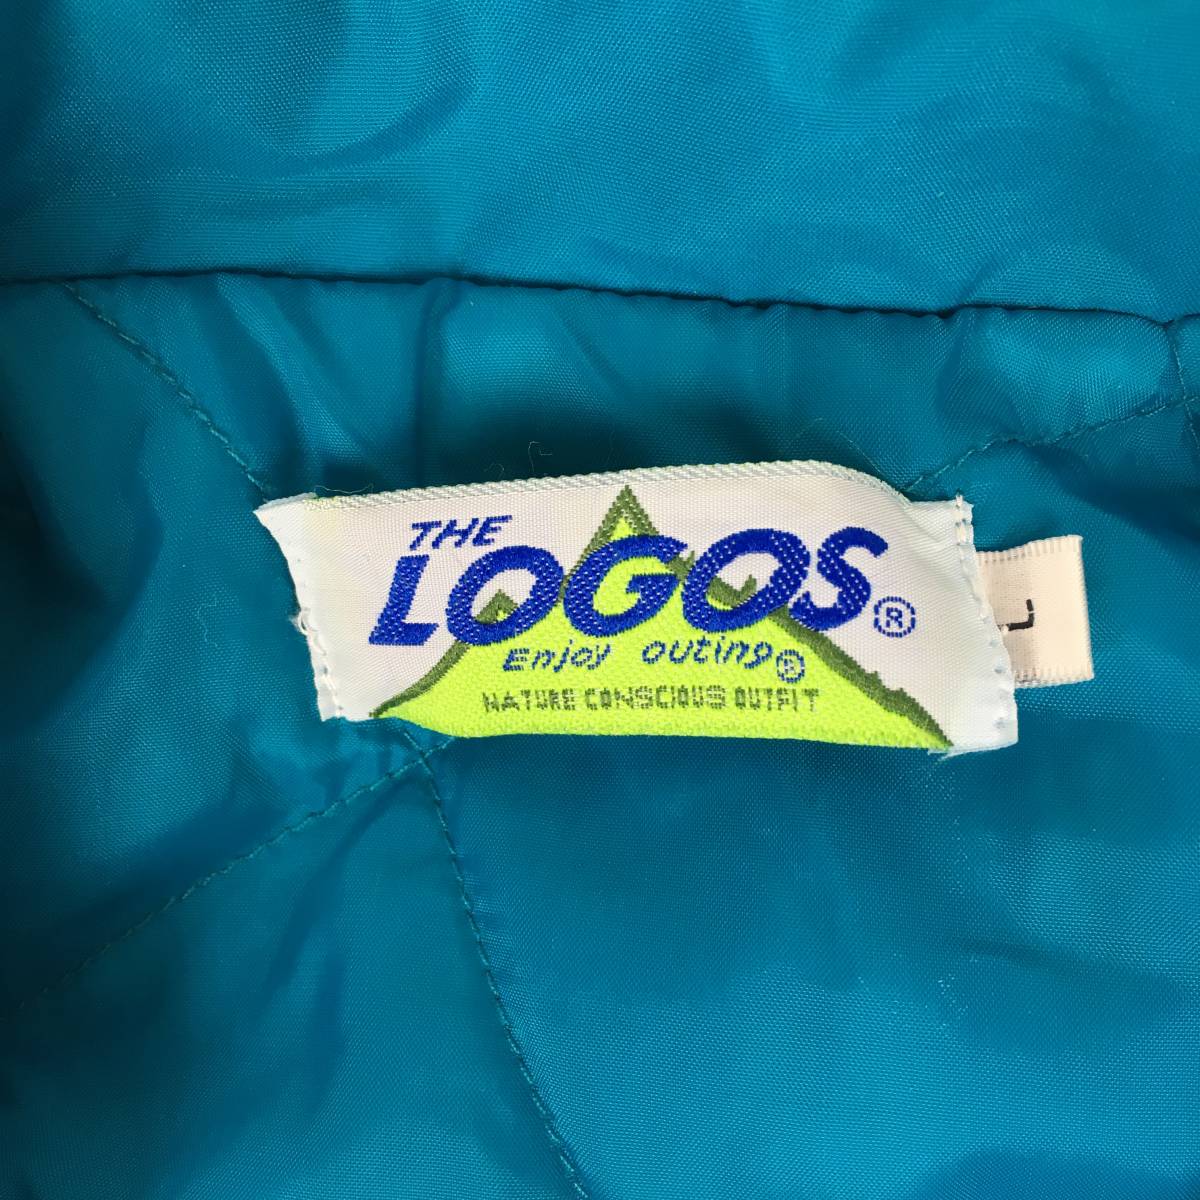 THE
LOGOS®
Enjoy outing®
NATURE CONSCIOUS OUTFIT
L